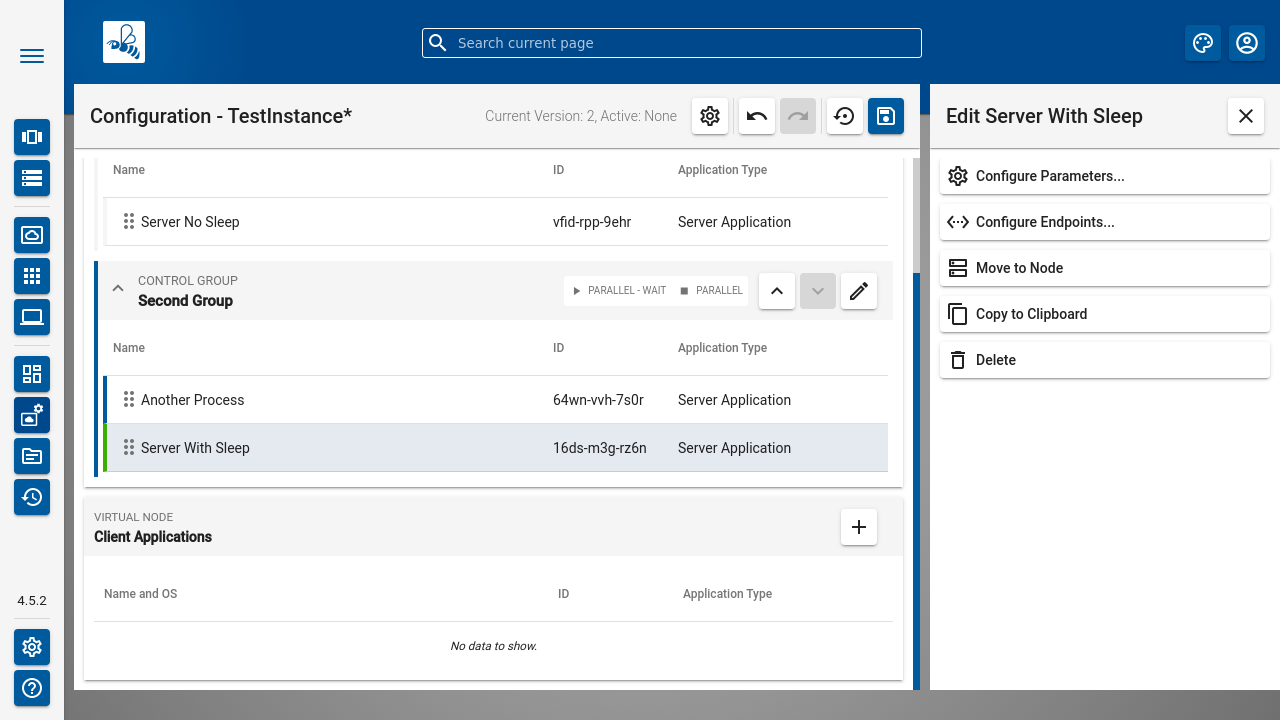 Search current page
Configuration - TestInstance*
Current Version: 2, Active: None
Edit Server With Sleep
Name ID Application Type
Server No Sleep vfid-rpp-9ehr Server Application
CONTROL GROUP
Second Group
PARALLEL - WAIT PARALLEL
Name ID Application Type
Another Process 64wn-vvh-7s0r Server Application
Server With Sleep 16ds-m3g-rz6n Server Application
VIRTUAL NODE
Client Applications
Name and OS ID Application Type
No data to show.
Configure Parameters...
Configure Endpoints...
Move to Node
Copy to Clipboard
Delete
4.5.2